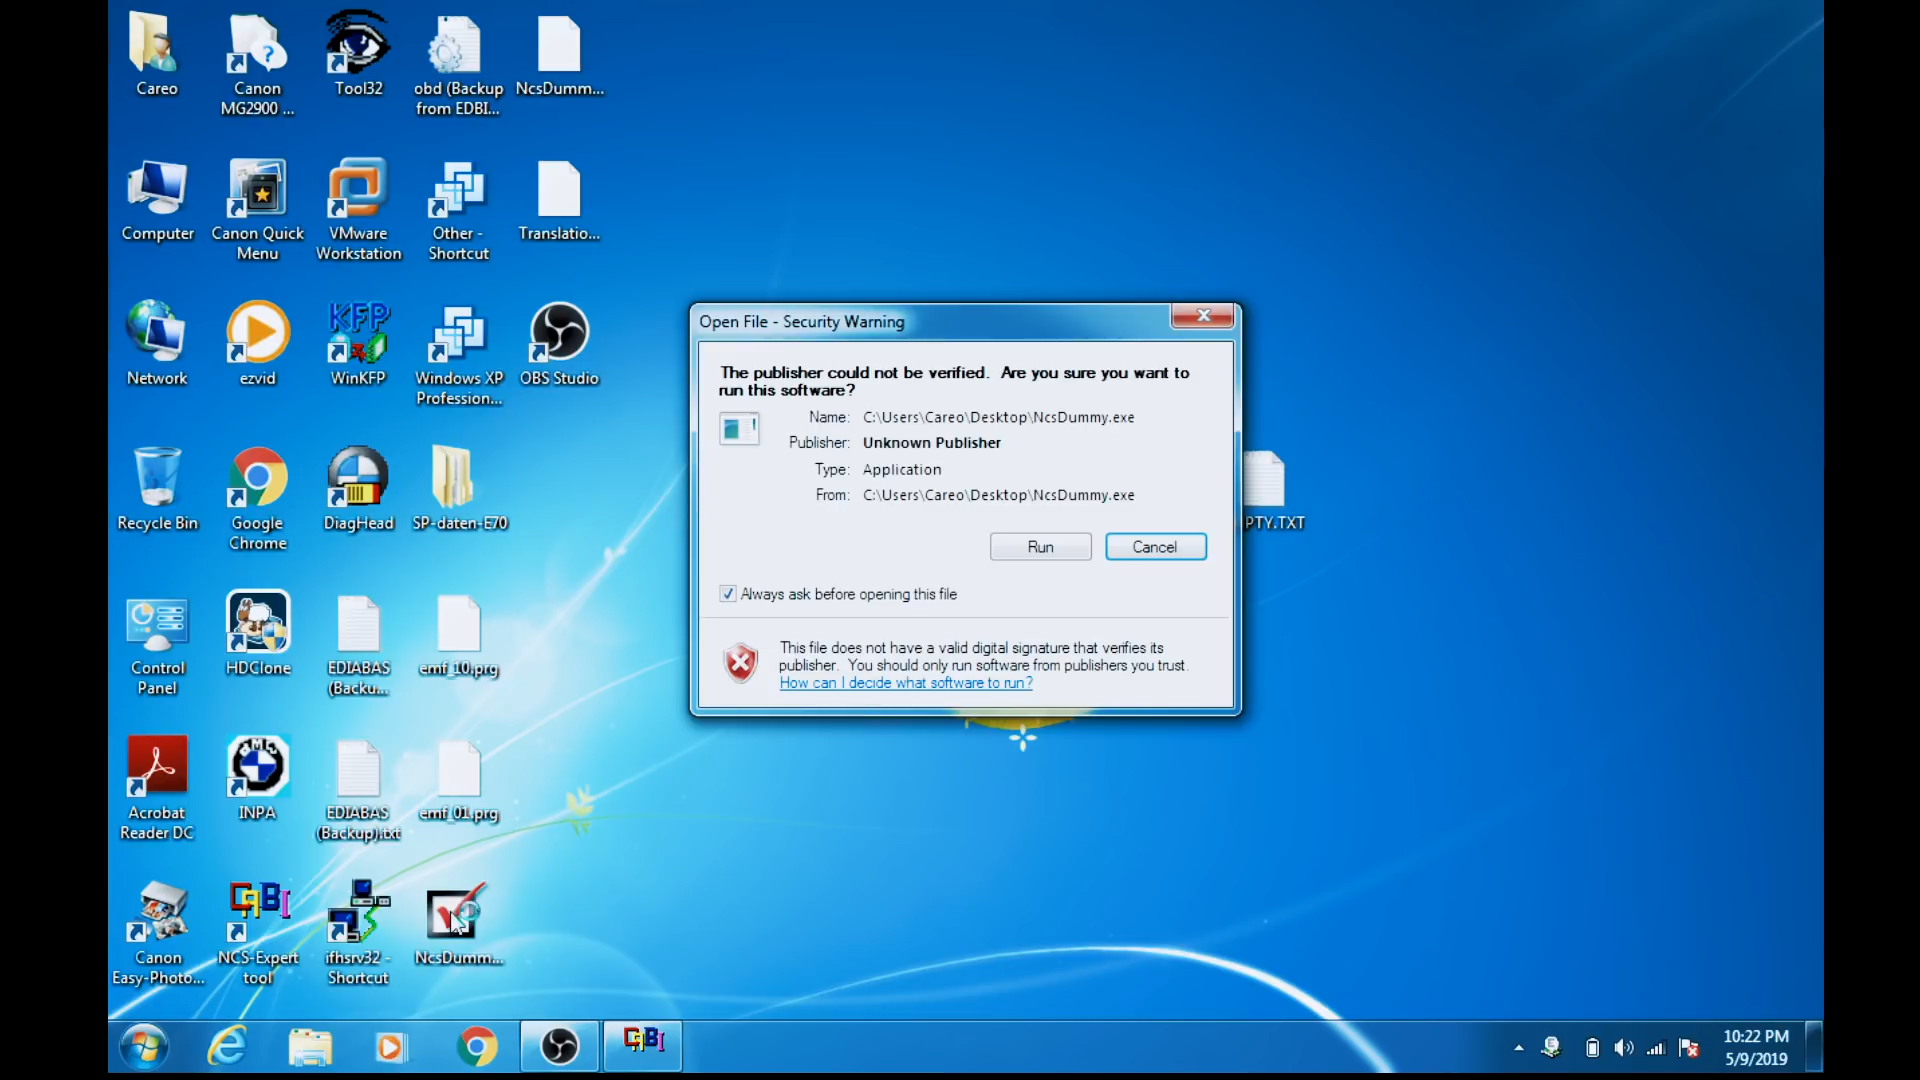 Careo
Canon
MG2900 ...
Tool32
obd (Backup
from EDBI...
NcsDumm...
Computer
Canon Quick
Menu
VMware
Workstation
Other -
Shortcut
Translatio...
Network
ezvid
KFP
WinKFP
Windows XP
Profession...
OBS Studio
Recycle Bin
Google
Chrome
DiagHead
SP-daten-E70
PTY.TXT
Control
Panel
HDClone
EDIABAS
(Backu...
emf_10.prg
Acrobat
Reader DC
INPA
EDIABAS
(Backup).txt
emf_01.prg
Canon
Easy-Photo...
NCS-Expert
tool
ifhsrv32 -
Shortcut
NcsDumm...
Open File - Security Warning
The publisher could not be verified. Are you sure you want to
run this software?
Name: C:\Users\Careo\Desktop\NcsDummy.exe
Publisher: Unknown Publisher
Type: Application
From: C:\Users\Careo\Desktop\NcsDummy.exe
Run
Cancel
Always ask before opening this file
This file does not have a valid digital signature that verifies its
publisher. You should only run software from publishers you trust.
How can I decide what software to run?
10:22 PM
5/9/2019